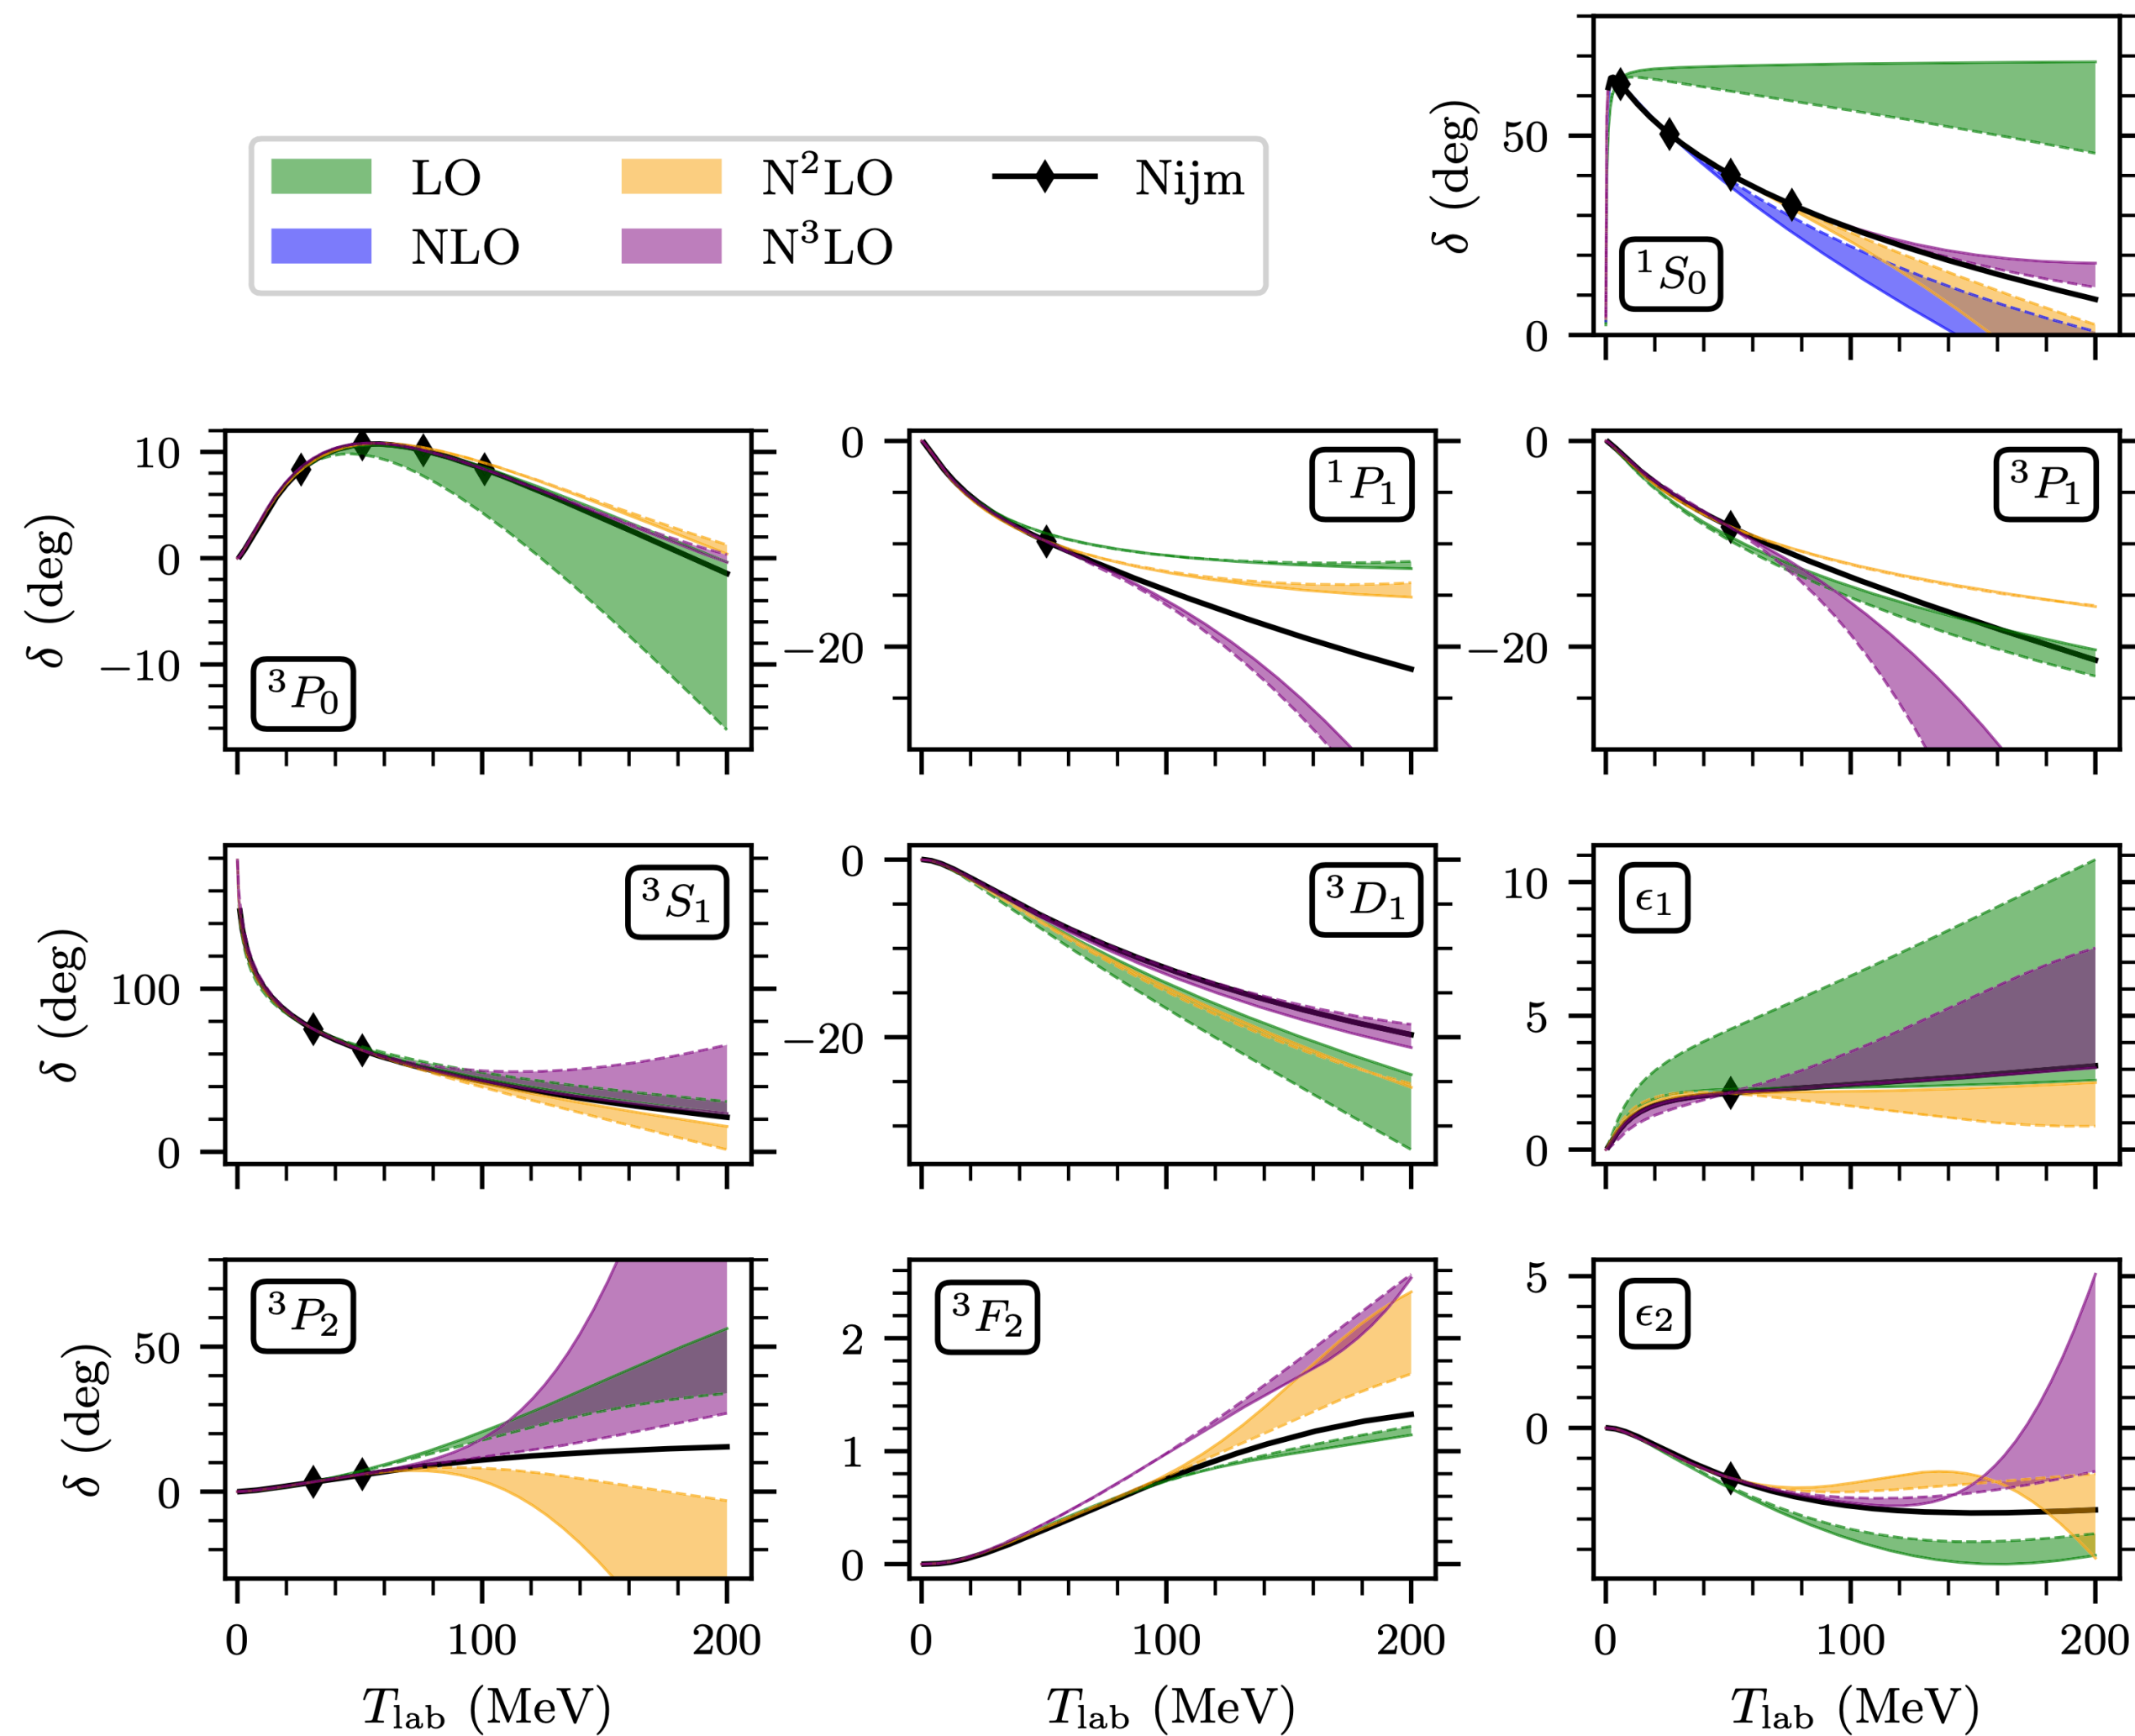 LO N²LO Nijm
NLO N³LO
δ (deg)
50
0
¹S₀
δ (deg)
10
0
−10
³P₀
0
−20
¹P₁
0
−20
³P₁
δ (deg)
100
0
³S₁
0
−20
³D₁
10
5
0
ϵ₁
δ (deg)
50
0
³P₂
2
1
0
³F₂
5
0
ϵ₂
0 100 200
0 100 200
0 100 200
T_lab (MeV)
T_lab (MeV)
T_lab (MeV)